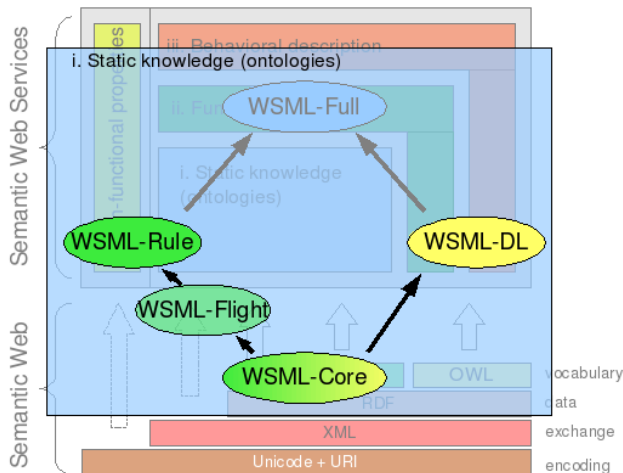 iii. Behavioral description
i. Static knowledge (ontologies)
ii. Fun
WSML-Full
i. Static knowledge
(ontologies)
n-functional properties
Semantic Web Services
WSML-Rule
WSML-DL
WSML-Flight
WSML-Core
OWL
vocabulary
RDF
data
XML
exchange
Unicode + URI
encoding
Semantic Web